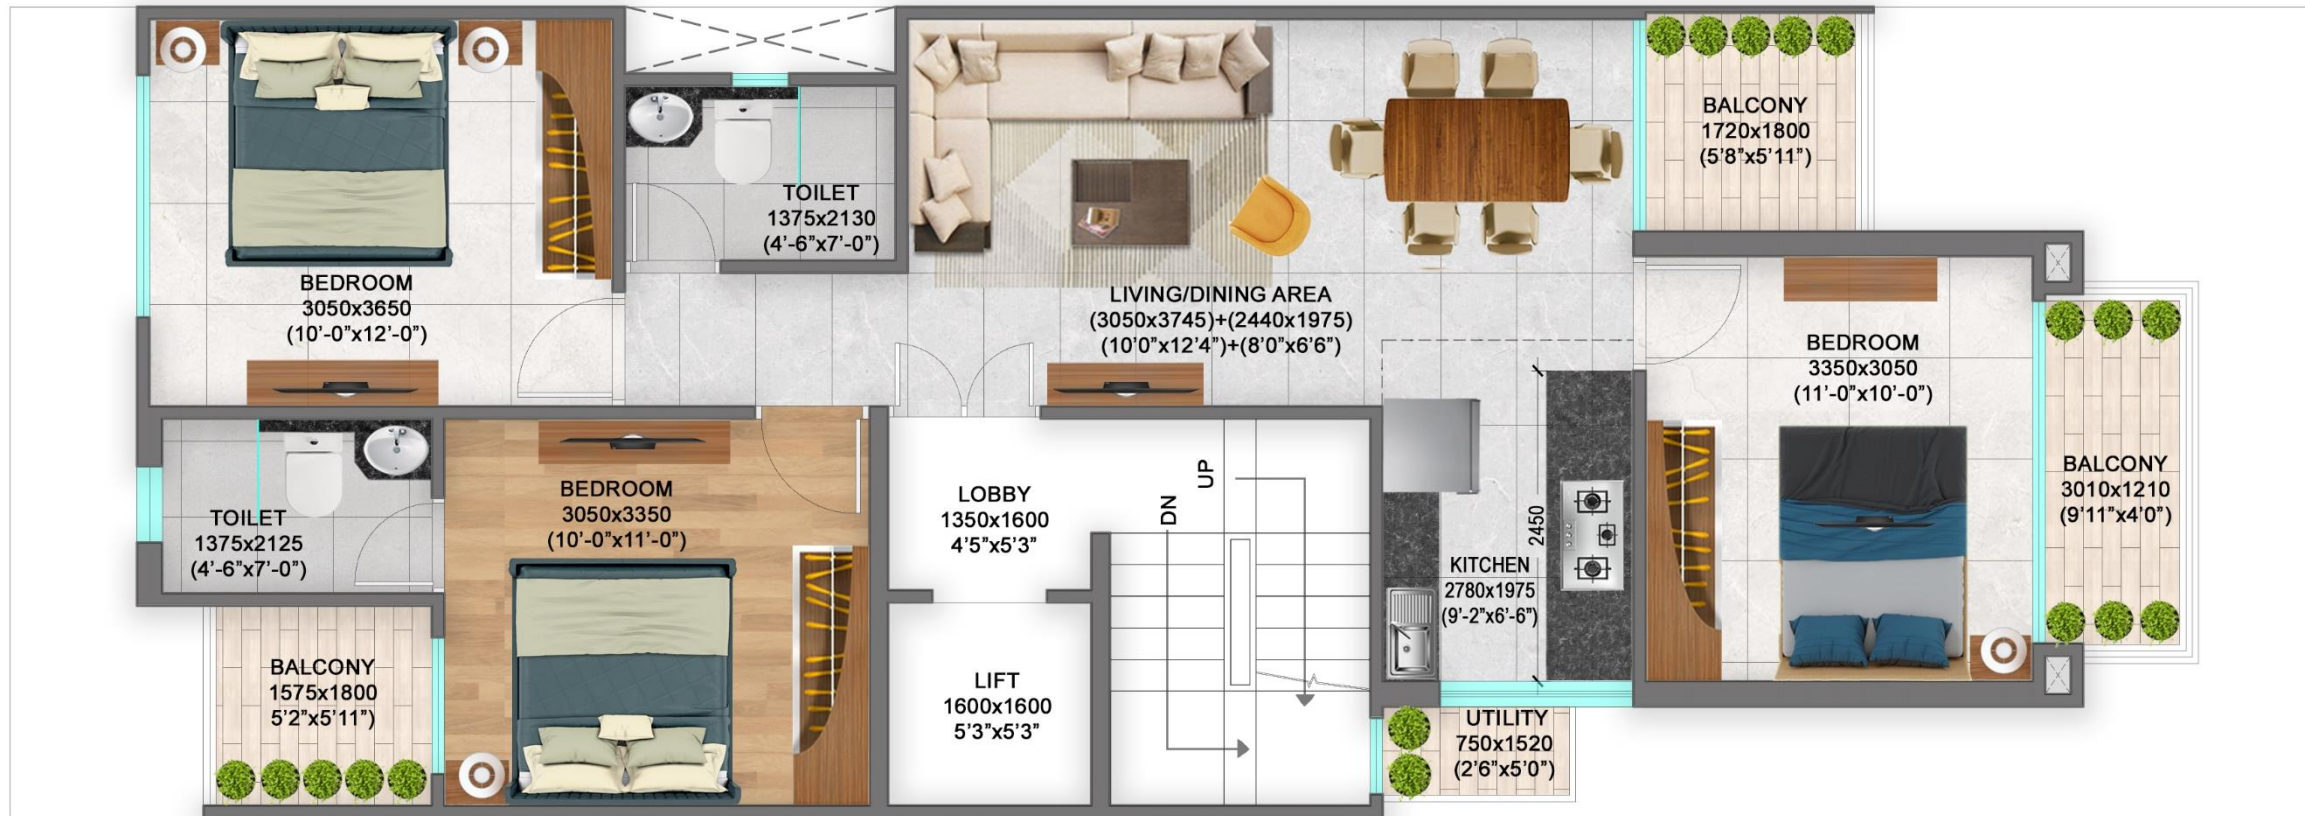 BEDROOM
3050x3650
(10'-0”x12'-0”)
TOILET
1375x2130
(4'-6”x7'-0”)
LIVING/DINING AREA
(3050x3745)+(2440x1975)
(10'0”x12'4”)+(8'0”x6'6”)
BALCONY
1720x1800
(5'8”x5'11”)
BEDROOM
3350x3050
(11'-0”x10'-0”)
BALCONY
3010x1210
(9'11”x4'0”)
TOILET
1375x2125
(4'-6”x7'-0”)
BEDROOM
3050x3350
(10'-0”x11'-0”)
LOBBY
1350x1600
4'5”x5'3”
UP
DN
2450
KITCHEN
2780x1975
(9'-2”x6'-6”)
BALCONY
1575x1800
5'2”x5'11”)
LIFT
1600x1600
5'3”x5'3”
UTILITY
750x1520
(2'6”x5'0”)